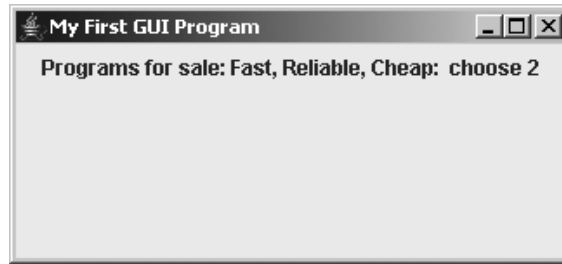 My First GUI Program
Programs for sale: Fast, Reliable, Cheap: choose 2